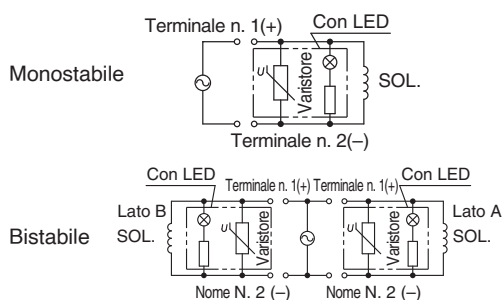 Terminale n. 1(+)
Con LED
Monostabile
U
Varistore
SOL.
Terminale n. 2(–)
Con LED
Terminale n. 1(+)
Terminale n. 1(+)
Con LED
Lato B
SOL.
U
Varistore
U
Varistore
Lato A
SOL.
Bistabile
Nome N. 2 (–)
Nome N. 2 (–)